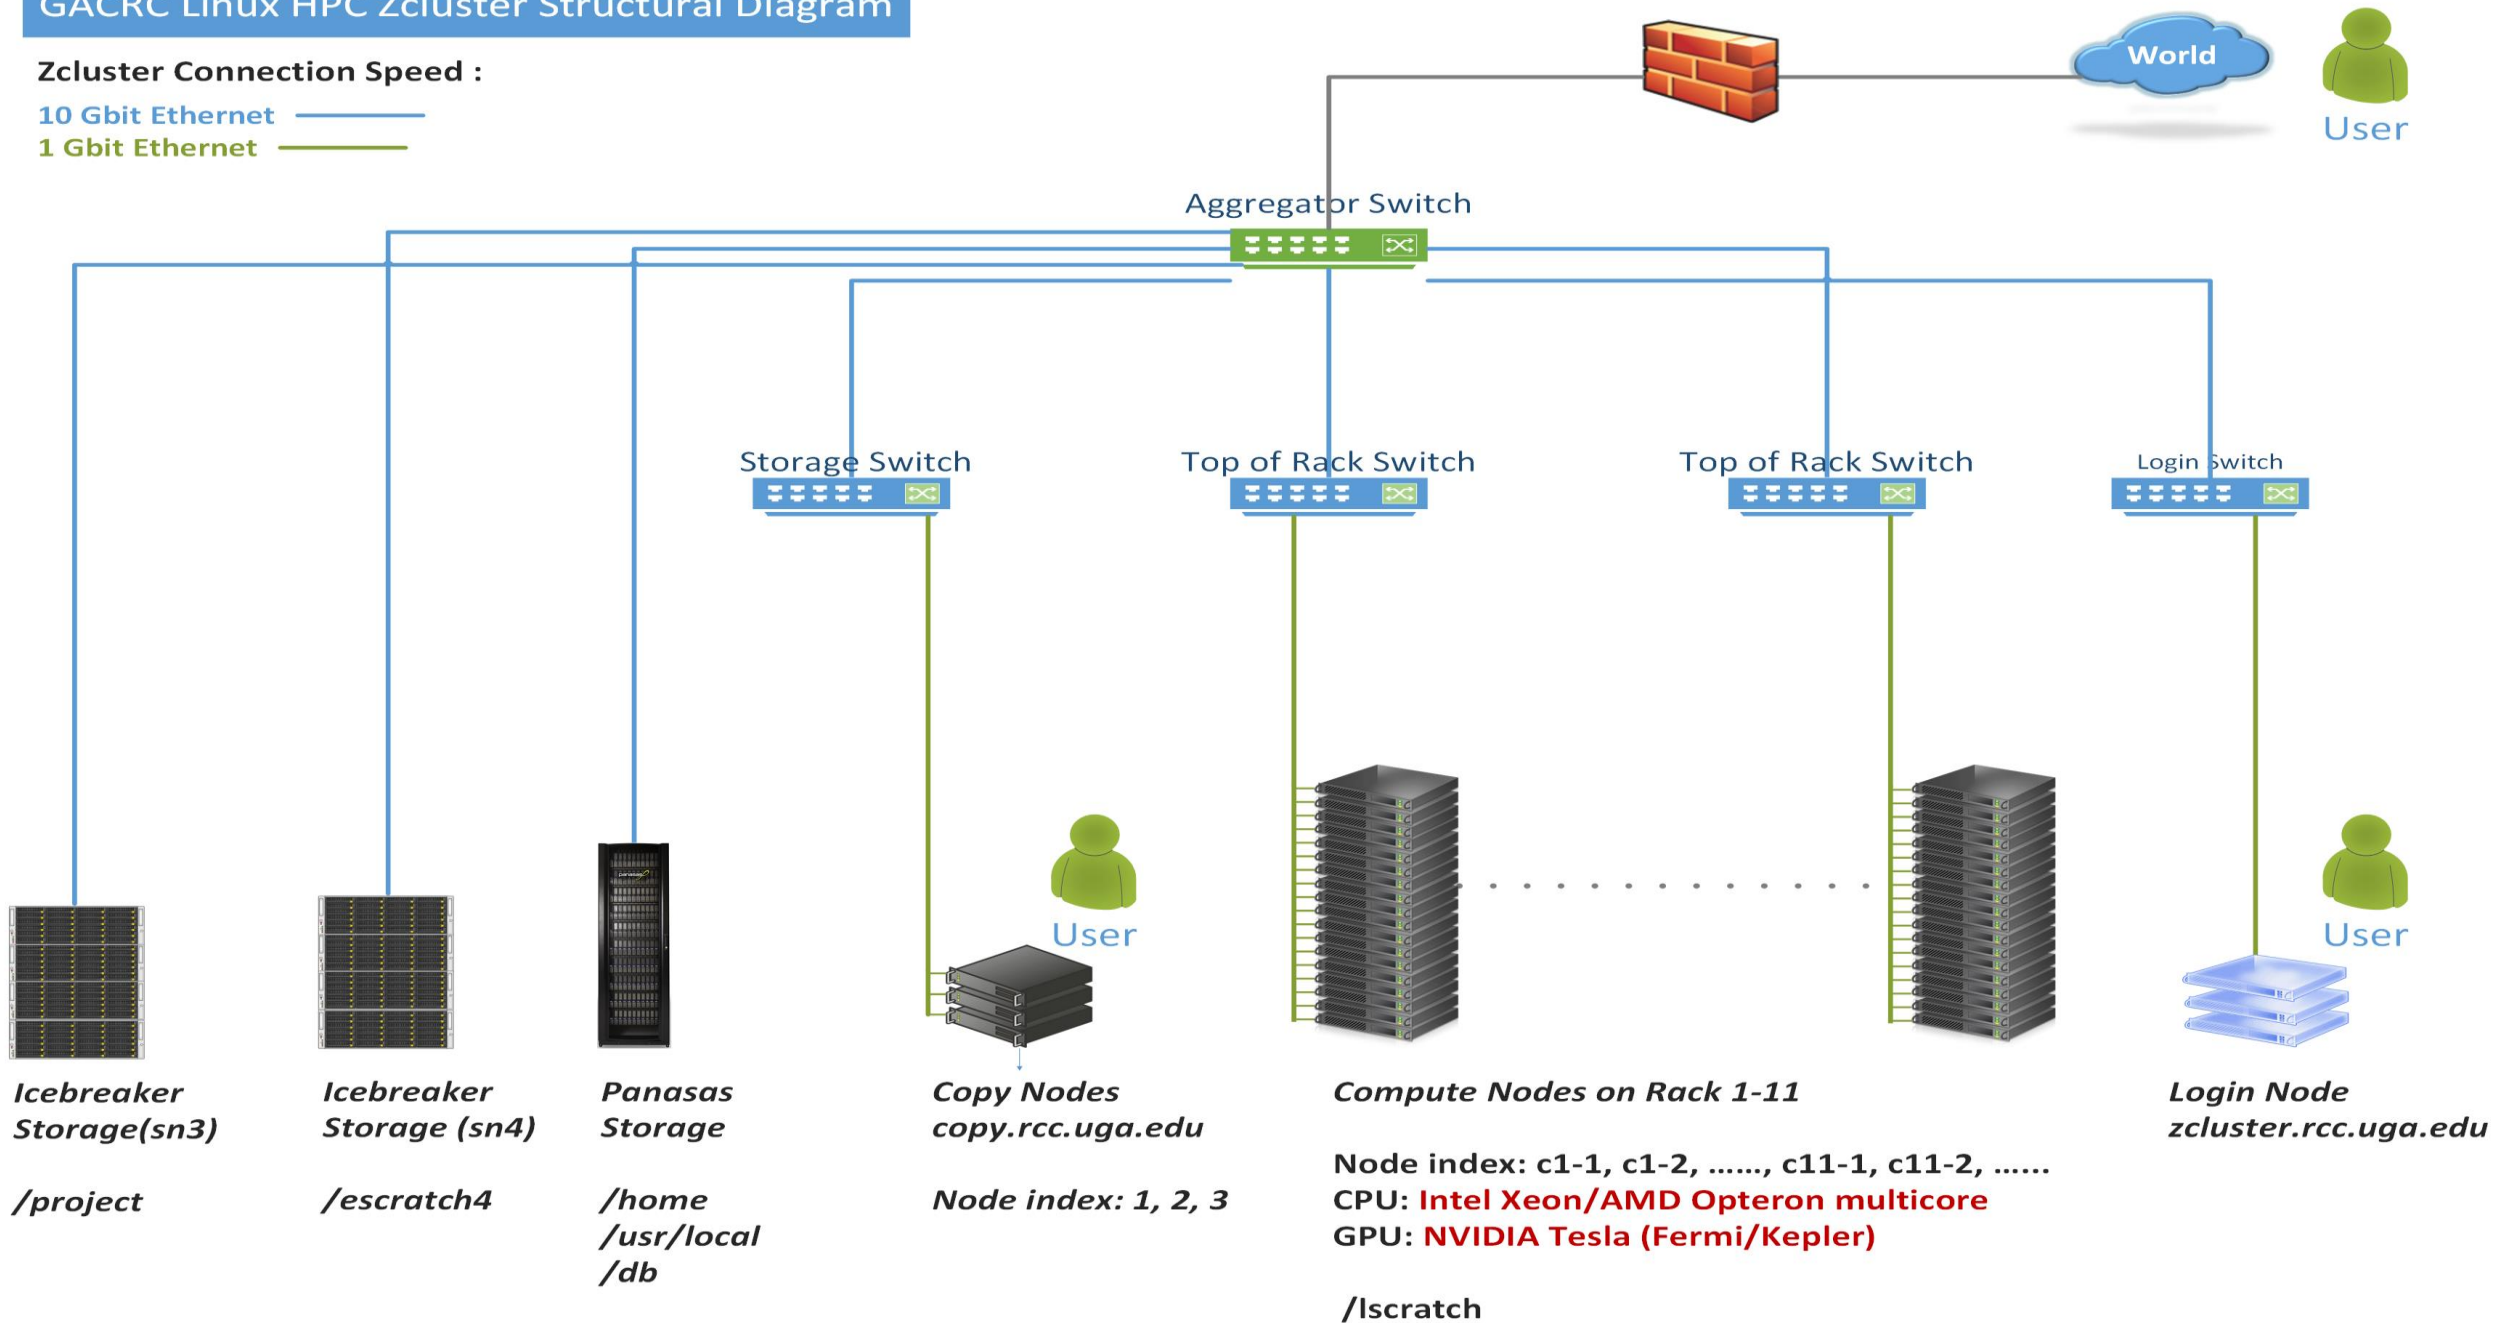 GACRC Linux HPC Zcluster Structural Diagram
Zcluster Connection Speed :
10 Gbit Ethernet
1 Gbit Ethernet
World
User
Aggregator Switch
Storage Switch
Top of Rack Switch
Top of Rack Switch
Login Switch
panasas
User
User
Icebreaker
Storage(sn3)
/project
Icebreaker
Storage (sn4)
/escratch4
Panasas
Storage
/home
/usr/local
/db
Copy Nodes
copy.rcc.uga.edu
Node index: 1, 2, 3
Compute Nodes on Rack 1-11
Node index: c1-1, c1-2, ……, c11-1, c11-2, ……
CPU: Intel Xeon/AMD Opteron multicore
GPU: NVIDIA Tesla (Fermi/Kepler)
/lscratch
Login Node
zcluster.rcc.uga.edu